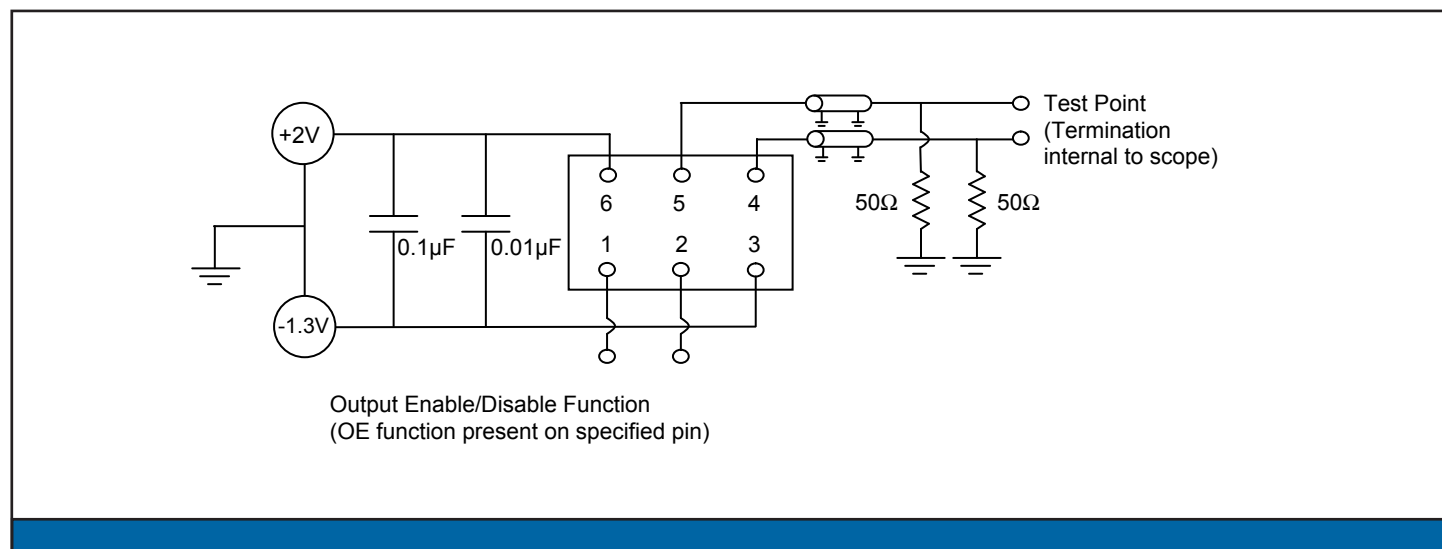 +2V
-1.3V
0.1µF
0.01µF
6 5 4
1 2 3
Test Point
(Termination
internal to scope)
50Ω
50Ω
Output Enable/Disable Function
(OE function present on specified pin)